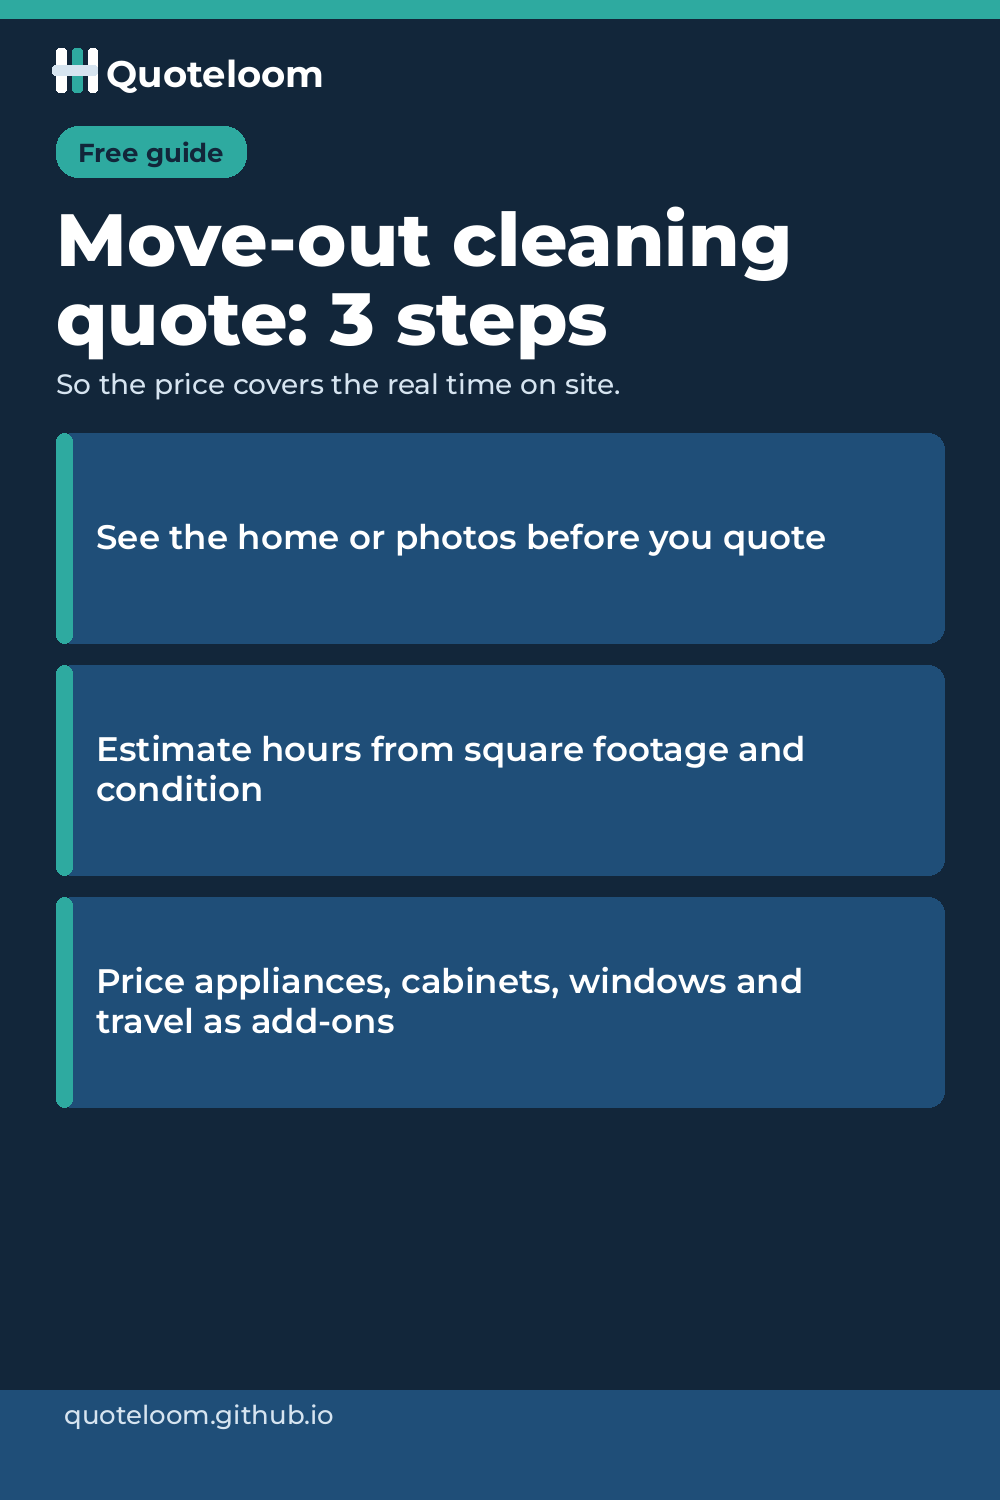 Quoteloom
Free guide
Move-out cleaning
quote: 3 steps
So the price covers the real time on site.
See the home or photos before you quote
Estimate hours from square footage and
condition
Price appliances, cabinets, windows and
travel as add-ons
quoteloom.github.io